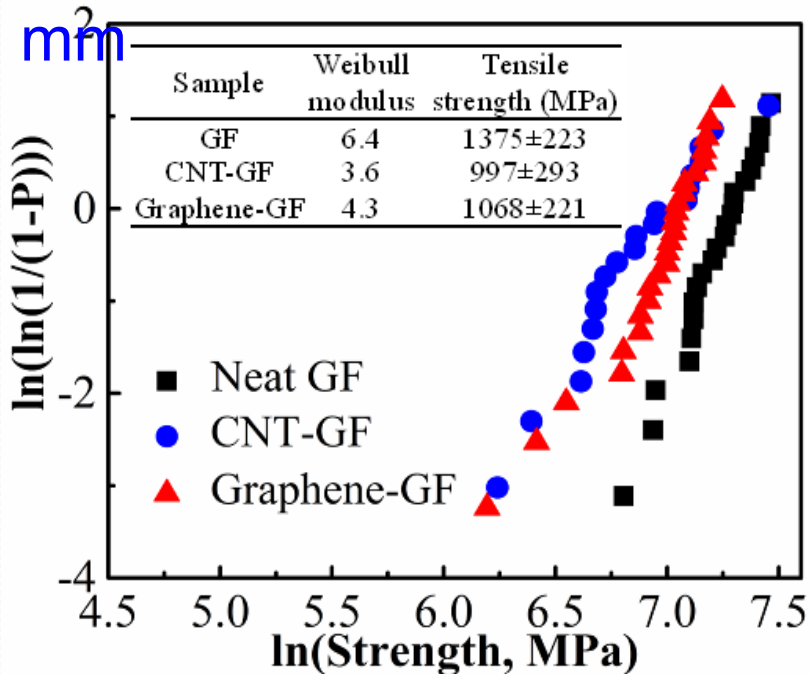 mm
2
0
-2
-4
Sample Weibull modulus Tensile strength (MPa)
GF 6.4 1375±223
CNT-GF 3.6 997±293
Graphene-GF 4.3 1068±221
ln(ln(1/(1-P)))
Neat GF
CNT-GF
Graphene-GF
4.5 5.0 5.5 6.0 6.5 7.0 7.5
ln(Strength, MPa)